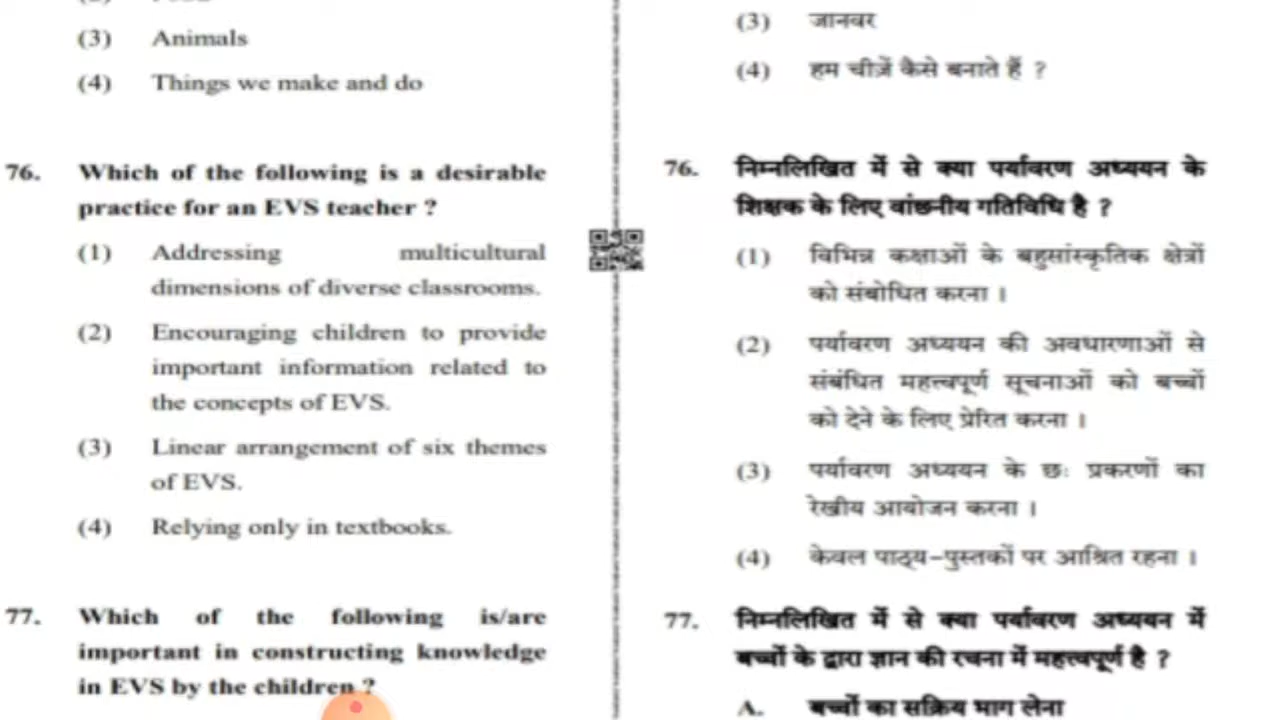 (3) Animals
(4) Things we make and do
76. Which of the following is a desirable
practice for an EVS teacher ?
(1) Addressing multicultural
dimensions of diverse classrooms.
(2) Encouraging children to provide
important information related to
the concepts of EVS.
(3) Linear arrangement of six themes
of EVS.
(4) Relying only in textbooks.
77. Which of the following is/are
important in constructing knowledge
in EVS by the children ?
(3) जानवर
(4) हम चीज़ें कैसे बनाते हैं ?
76. निम्नलिखित में से क्या पर्यावरण अध्ययन के
शिक्षक के लिए वांछनीय गतिविधि है ?
(1) विभिन्न कक्षाओं के बहुसांस्कृतिक क्षेत्रों
को संबोधित करना ।
(2) पर्यावरण अध्ययन की अवधारणाओं से
संबंधित महत्त्वपूर्ण सूचनाओं को बच्चों
को देने के लिए प्रेरित करना ।
(3) पर्यावरण अध्ययन के छः प्रकरणों का
रेखीय आयोजन करना ।
(4) केवल पाठ्य-पुस्तकों पर आश्रित रहना ।
77. निम्नलिखित में से क्या पर्यावरण अध्ययन में
बच्चों के द्वारा ज्ञान की रचना में महत्त्वपूर्ण है ?
A. बच्चों का सक्रिय भाग लेना